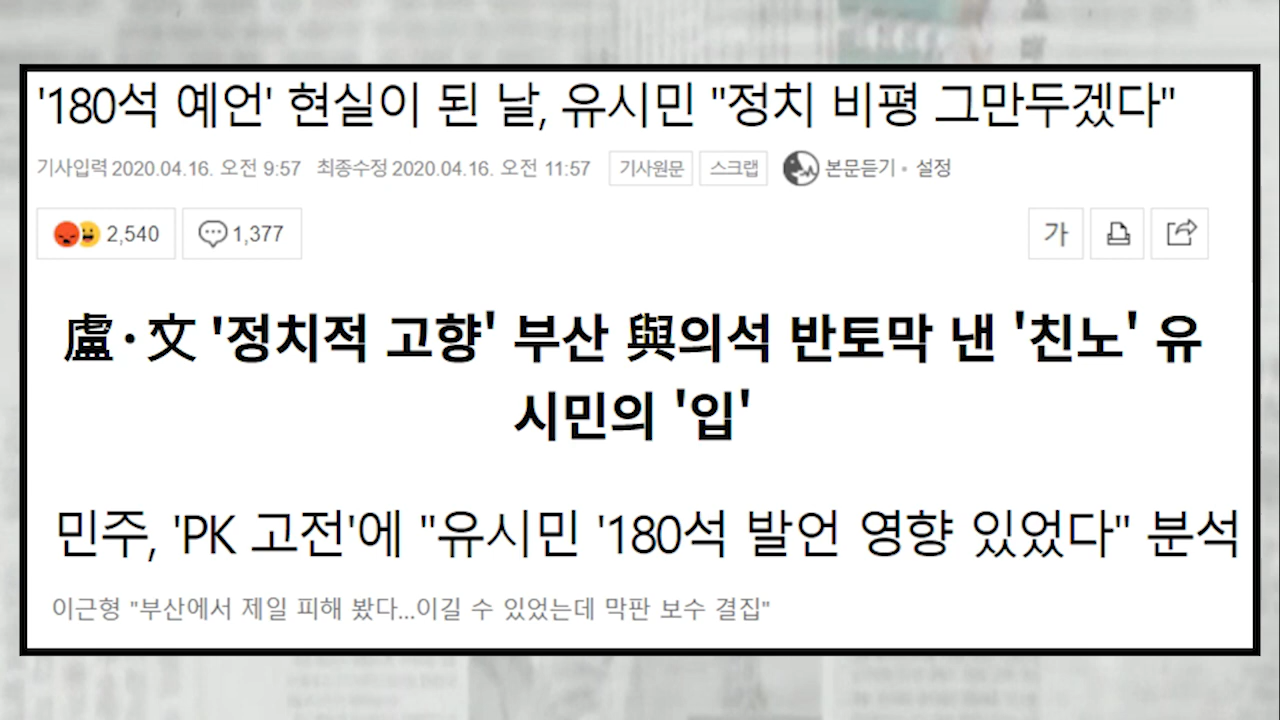 '180석 예언' 현실이 된 날, 유시민 "정치 비평 그만두겠다"
기사입력 2020.04.16. 오전 9:57 최종수정 2020.04.16. 오전 11:57 기사원문 스크랩 본문듣기 · 설정
2,540 1,377 가
盧·文 '정치적 고향' 부산 與의석 반토막 낸 '친노' 유
시민의 '입'
민주, 'PK 고전'에 "유시민 '180석 발언 영향 있었다" 분석
이근형 "부산에서 제일 피해 봤다...이길 수 있었는데 막판 보수 결집"